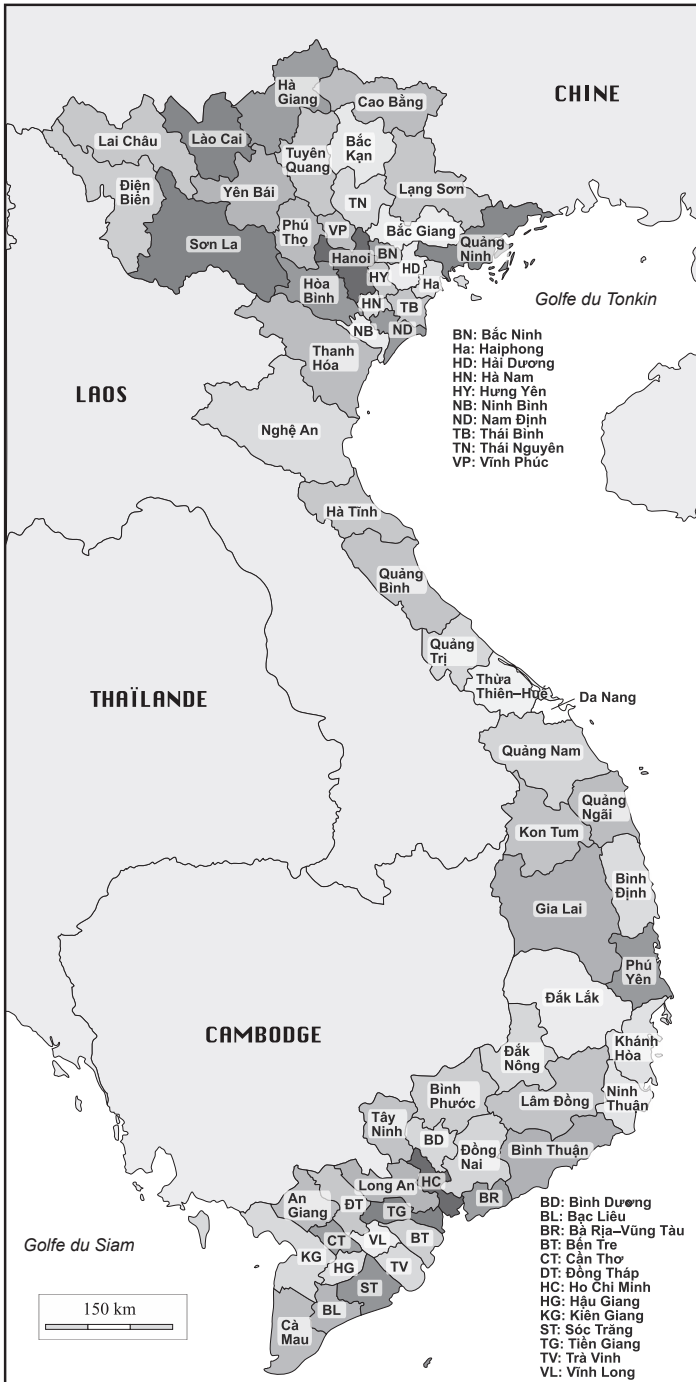 CHINE
Hà
Giang
Cao Bằng
Lai Châu
Lào Cai
Bắc
Kạn
Tuyên
Quang
Điện
Biên
Yên Bái
Lạng Sơn
TN
Phú
Thọ
VP
Bắc Giang
Sơn La
Hanoi
BN
Quảng
Ninh
HD
HY
Ha
Hòa
Bình
HN
TB
Golfe du Tonkin
NB
ND
Thanh
Hóa
BN: Bắc Ninh
Ha: Haiphong
HD: Hải Dương
HN: Hà Nam
HY: Hưng Yên
NB: Ninh Bình
ND: Nam Định
TB: Thái Bình
TN: Thái Nguyên
VP: Vĩnh Phúc
LAOS
Nghệ An
Hà Tĩnh
Quảng
Bình
Quảng
Trị
Thừa
Thiên–Huế
Da Nang
THAÏLANDE
Quảng Nam
Quảng
Ngãi
Kon Tum
Bình
Định
Gia Lai
Phú
Yên
Đắk Lắk
CAMBODGE
Khánh
Hòa
Đắk
Nông
Bình
Phước
Lâm Đồng
Ninh
Thuận
Tây
Ninh
BD
Đồng
Nai
Bình Thuận
Long An
HC
An
Giang
ĐT
TG
BR
Golfe du Siam
CT
VL
BT
KG
HG
TV
ST
BL
Cà
Mau
150 km
BD: Bình Dương
BL: Bạc Liêu
BR: Bà Rịa–Vũng Tàu
BT: Bến Tre
CT: Cần Thơ
DT: Đồng Tháp
HC: Ho Chi Minh
HG: Hậu Giang
KG: Kiên Giang
ST: Sóc Trăng
TG: Tiền Giang
TV: Trà Vinh
VL: Vĩnh Long